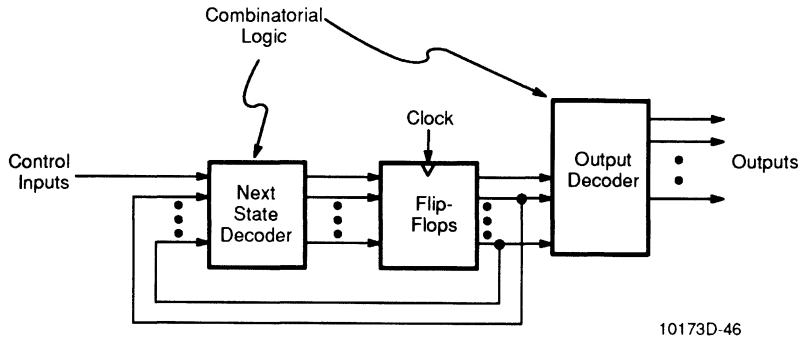 Combinatorial
Logic
Clock
Control
Inputs
Next
State
Decoder
Flip-
Flops
Output
Decoder
Outputs
10173D-46